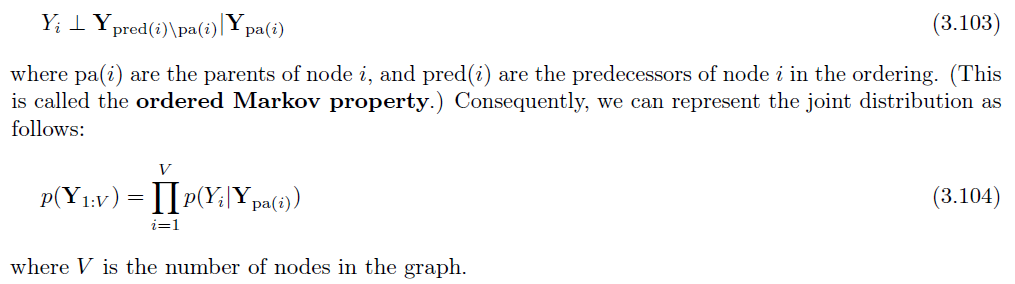 Y_i ⊥ Y_{pred(i)\pa(i)}|Y_{pa(i)} (3.103)
where pa(i) are the parents of node i, and pred(i) are the predecessors of node i in the ordering. (This
is called the ordered Markov property.) Consequently, we can represent the joint distribution as
follows:
p(Y_{1:V}) = ∏_{i=1}^{V} p(Y_i|Y_{pa(i)}) (3.104)
where V is the number of nodes in the graph.